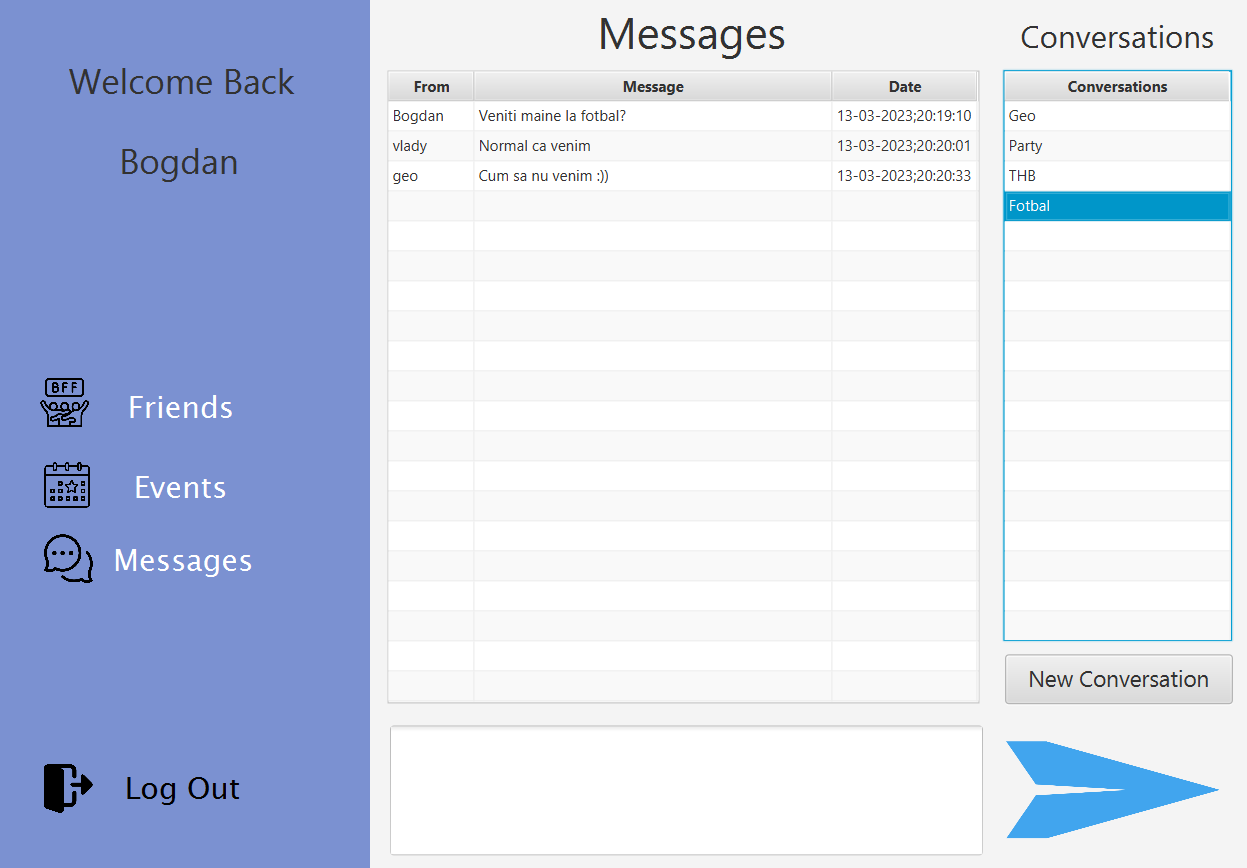 Welcome Back
Bogdan
BFF
Friends
Events
Messages
Log Out
Messages
From Message Date
Bogdan Veniti maine la fotbal? 13-03-2023;20:19:10
vlady Normal ca venim 13-03-2023;20:20:01
geo Cum sa nu venim :)) 13-03-2023;20:20:33
Conversations
Conversations
Geo
Party
THB
Fotbal
New Conversation